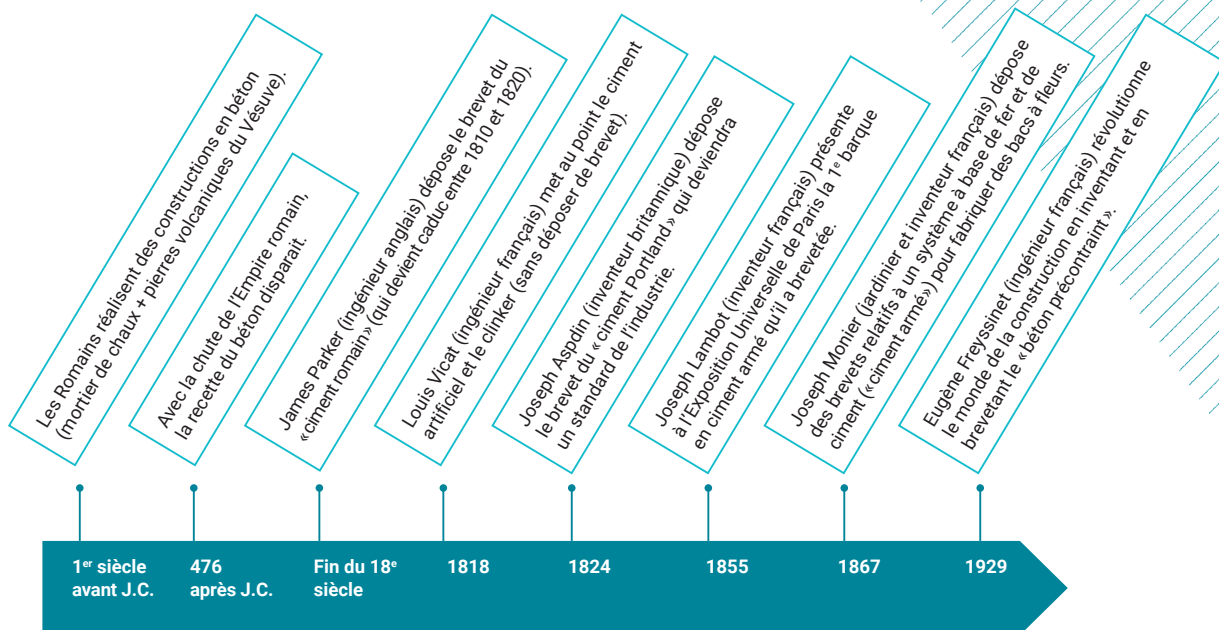 Les Romains réalisent des constructions en béton
(mortier de chaux + pierres volcaniques du Vésuve).
Avec la chute de l'Empire romain,
la recette du béton disparait.
James Parker (ingénieur anglais) dépose le brevet du
«ciment romain» (qui devient caduc entre 1810 et 1820).
Louis Vicat (ingénieur français) met au point le ciment
artificiel et le clinker (sans déposer de brevet).
Joseph Aspdin (inventeur britannique) dépose
le brevet du « ciment Portland » qui deviendra
un standard de l'industrie.
Joseph Lambot (inventeur français) présente
à l'Exposition Universelle de Paris la 1e barque
en ciment armé qu'il a brevetée.
Joseph Monier (jardinier et inventeur français) dépose
des brevets relatifs à un système à base de fer et de
ciment («ciment armé») pour fabriquer des bacs à fleurs.
Eugène Freyssinet (ingénieur français) révolutionne
le monde de la construction en inventant et en
brevetant le «béton précontraint».
1er siècle
avant J.C.
476
après J.C.
Fin du 18e
siècle
1818
1824
1855
1867
1929